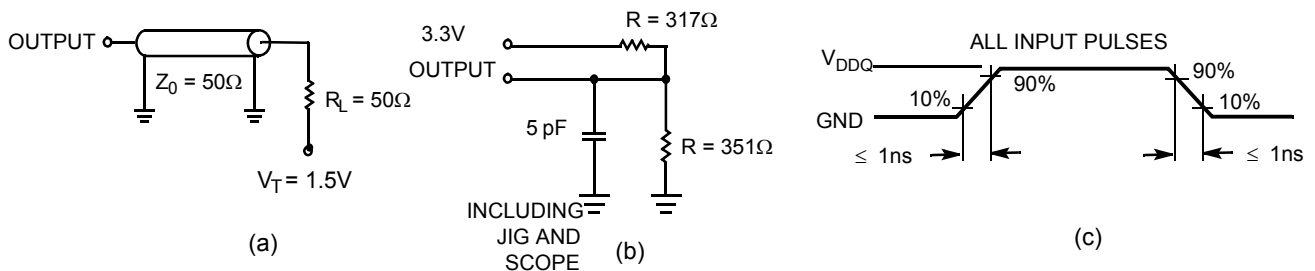 OUTPUT
Z0 = 50Ω
RL = 50Ω
VT = 1.5V
(a)
R = 317Ω
3.3V
OUTPUT
5 pF
R = 351Ω
INCLUDING
JIG AND
SCOPE
(b)
ALL INPUT PULSES
VDDQ
90%
90%
10%
10%
GND
≤ 1ns
≤ 1ns
(c)